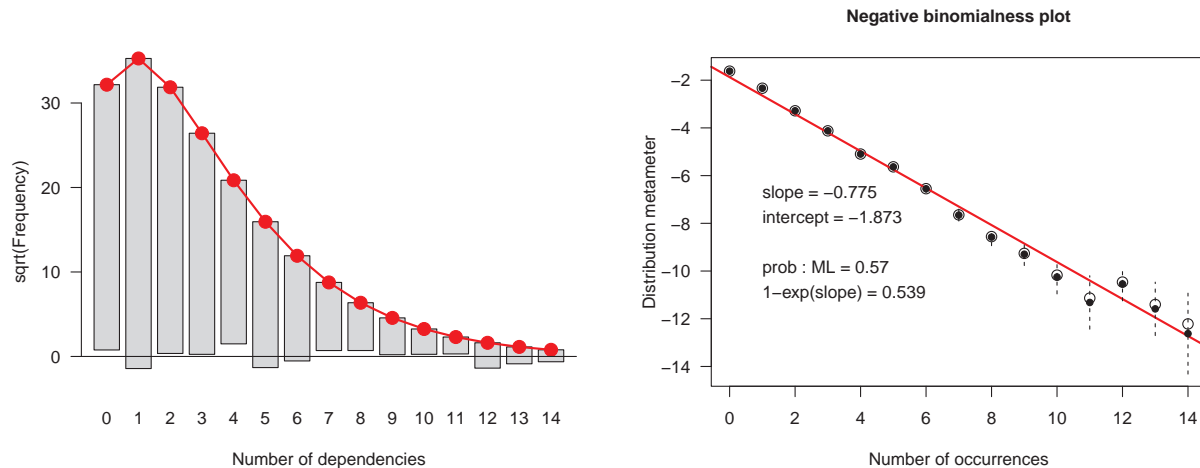 sqrt(Frequency)
30
20
10
0
0 1 2 3 4 5 6 7 8 9 10 11 12 13 14
Number of dependencies
Negative binomialness plot
Distribution metameter
−2
−4
−6
−8
−10
−12
−14
slope = −0.775
intercept = −1.873
prob : ML = 0.57
1−exp(slope) = 0.539
0 2 4 6 8 10 12 14
Number of occurrences